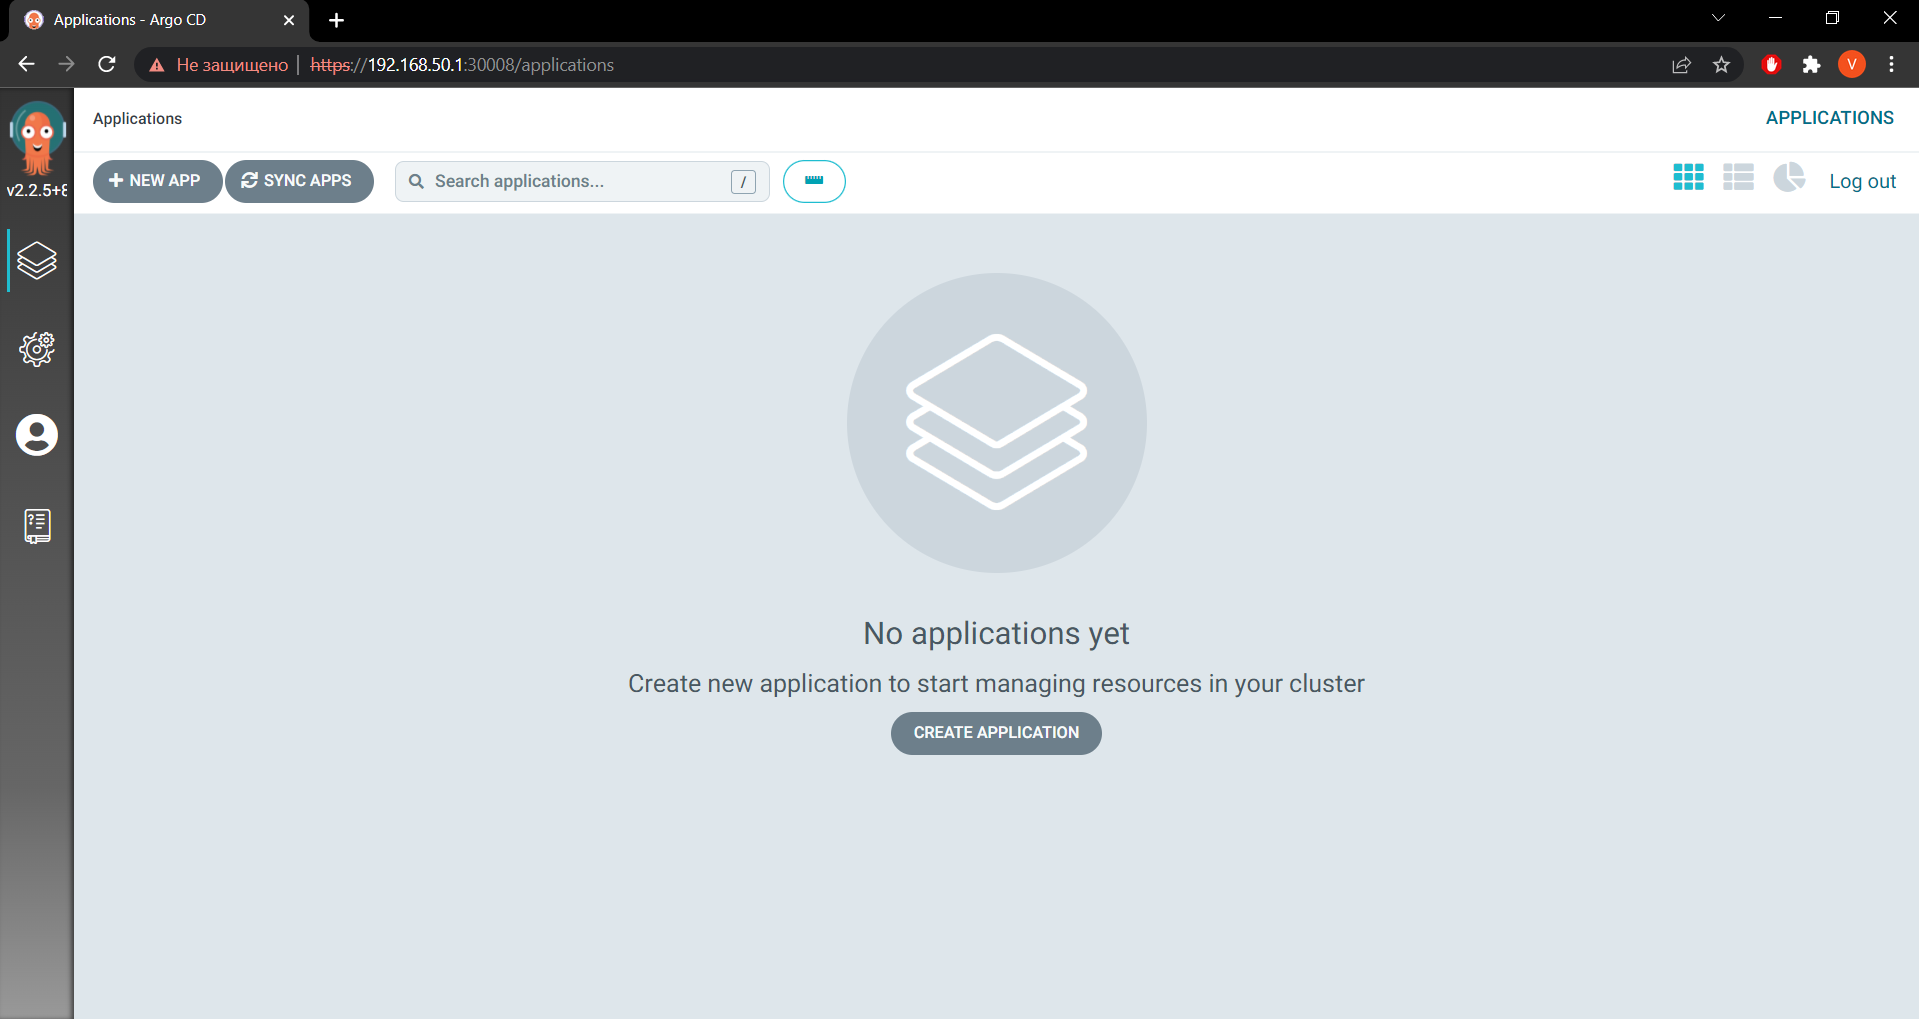 Applications - Argo CD
Не защищено | https://192.168.50.1:30008/applications
V
v2.2.5+8
Applications
APPLICATIONS
NEW APP
SYNC APPS
Search applications...
/
Log out
No applications yet
Create new application to start managing resources in your cluster
CREATE APPLICATION